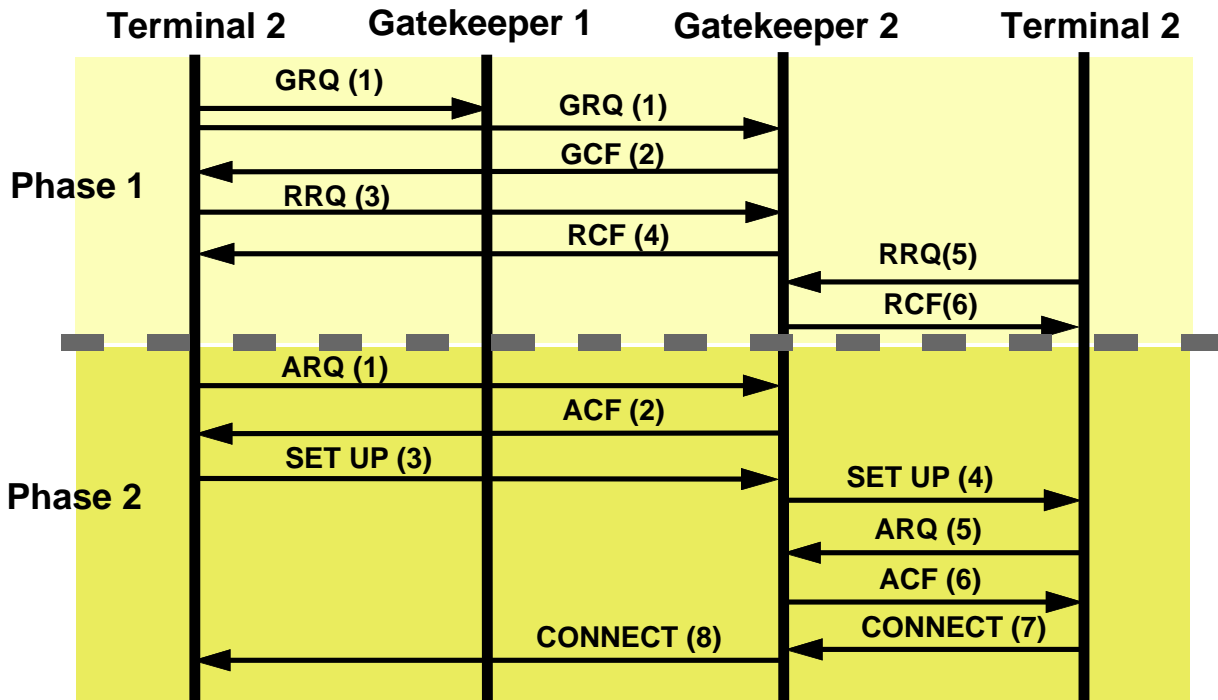 Terminal 2
Gatekeeper 1
Gatekeeper 2
Terminal 2
Phase 1
GRQ (1)
GRQ (1)
GCF (2)
RRQ (3)
RCF (4)
RRQ(5)
RCF(6)
Phase 2
ARQ (1)
ACF (2)
SET UP (3)
SET UP (4)
ARQ (5)
ACF (6)
CONNECT (7)
CONNECT (8)